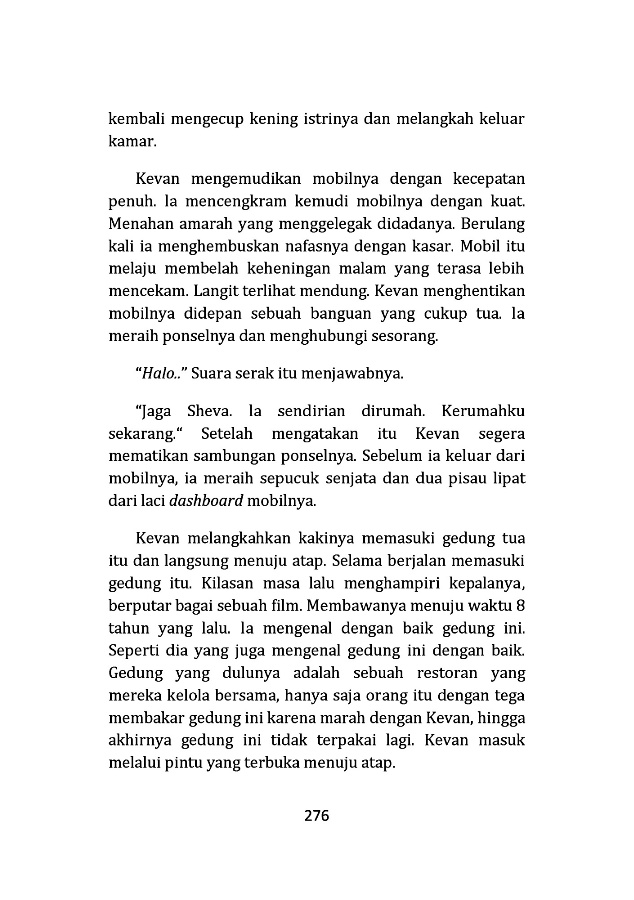 kembali mengecup kening istrinya dan melangkah keluar
kamar.
Kevan mengemudikan mobilnya dengan kecepatan
penuh. Ia mencengkram kemudi mobilnya dengan kuat.
Menahan amarah yang menggelegak didadanya. Berulang
kali ia menghembuskan nafasnya dengan kasar. Mobil itu
melaju membelah keheningan malam yang terasa lebih
mencekam. Langit terlihat mendung. Kevan menghentikan
mobilnya didepan sebuah banguan yang cukup tua. Ia
meraih ponselnya dan menghubungi sesorang.
“Halo..” Suara serak itu menjawabnya.
“Jaga Sheva. Ia sendirian dirumah. Kerumahku
sekarang.“ Setelah mengatakan itu Kevan segera
mematikan sambungan ponselnya. Sebelum ia keluar dari
mobilnya, ia meraih sepucuk senjata dan dua pisau lipat
dari laci dashboard mobilnya.
Kevan melangkahkan kakinya memasuki gedung tua
itu dan langsung menuju atap. Selama berjalan memasuki
gedung itu. Kilasan masa lalu menghampiri kepalanya,
berputar bagai sebuah film. Membawanya menuju waktu 8
tahun yang lalu. Ia mengenal dengan baik gedung ini.
Seperti dia yang juga mengenal gedung ini dengan baik.
Gedung yang dulunya adalah sebuah restoran yang
mereka kelola bersama, hanya saja orang itu dengan tega
membakar gedung ini karena marah dengan Kevan, hingga
akhirnya gedung ini tidak terpakai lagi. Kevan masuk
melalui pintu yang terbuka menuju atap.
276